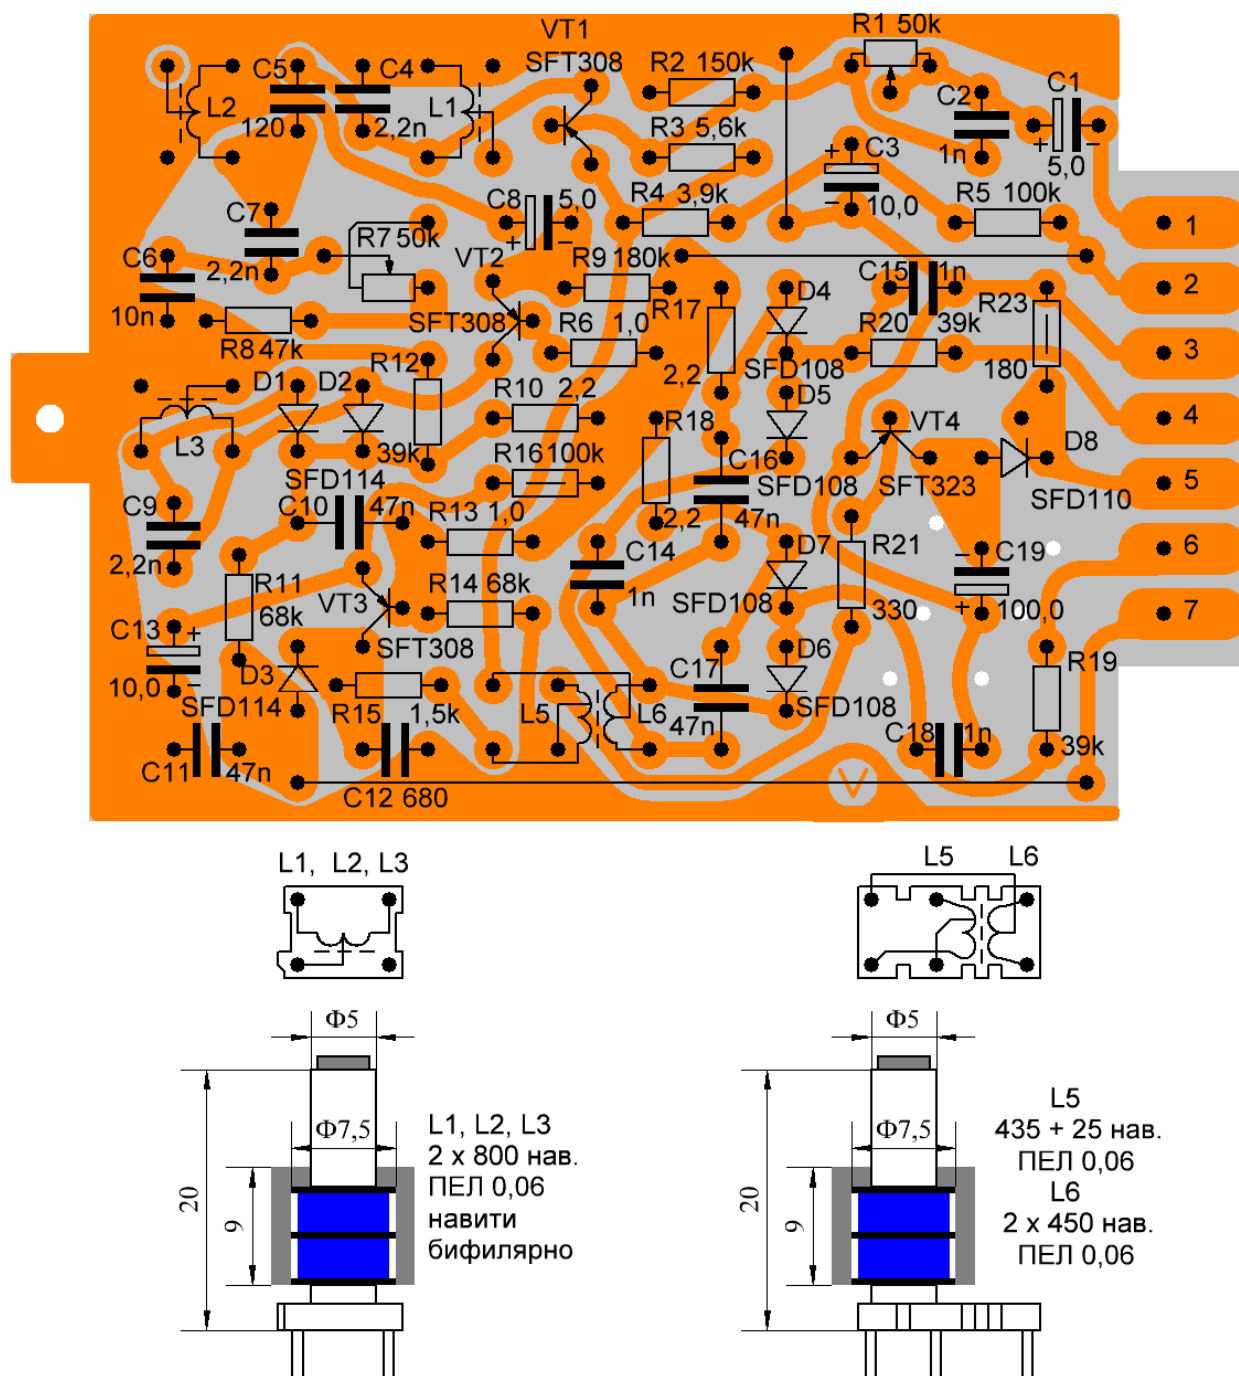 VT1
SFT308
R1 50k
C5
C4
L2
L1
120
2,2n
R2 150k
R3 5,6k
R4 3,9k
C2
1n
C1
+
-
5,0
+
C3
−
10,0
R5 100k
1
C7
2,2n
C6
10n
R7 50k
C8
5,0
+
−
VT2
SFT308
R9 180k
R6 1,0
R17
2,2
D4
SFD108
C15
1n
R20
39k
R23
180
2
3
4
5
6
7
R8 47k
R12
39k
D1
D2
SFD114
L3
R10 2,2
R16 100k
R18
2,2
D5
SFD108
C16
47n
VT4
SFT323
D8
SFD110
C9
2,2n
C10
47n
R13 1,0
R14 68k
C14
1n
D7
SFD108
R21
330
−
C19
+
100,0
R11
68k
VT3
SFT308
C13
+
10,0
−
D3
SFD114
R15
1,5k
L5
L6
C17
47n
D6
SFD108
C18
1n
R19
39k
C11
47n
C12 680
V
L1, L2, L3
L5
L6
Ф5
Ф7,5
20
9
L1, L2, L3
2 x 800 нав.
ПЕЛ 0,06
навити
бифилярно
Ф5
Ф7,5
20
9
L5
435 + 25 нав.
ПЕЛ 0,06
L6
2 x 450 нав.
ПЕЛ 0,06